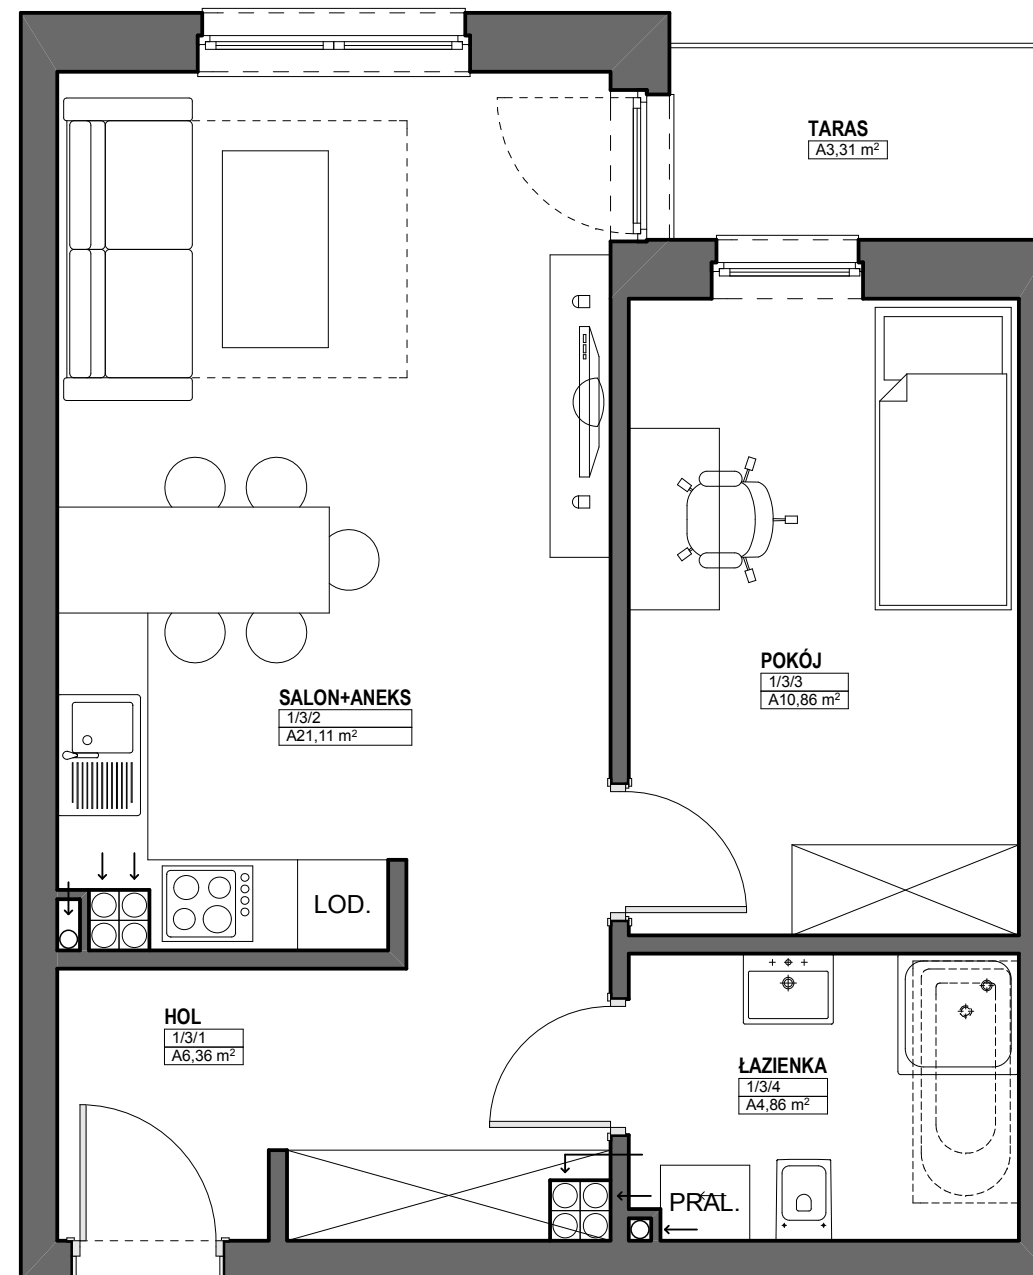 TARAS
A3,31 m²
POKÓJ
1/3/3
A10,86 m²
SALON+ANEKS
1/3/2
A21,11 m²
LOD.
HOL
1/3/1
A6,36 m²
ŁAZIENKA
1/3/4
A4,86 m²
PRAL.